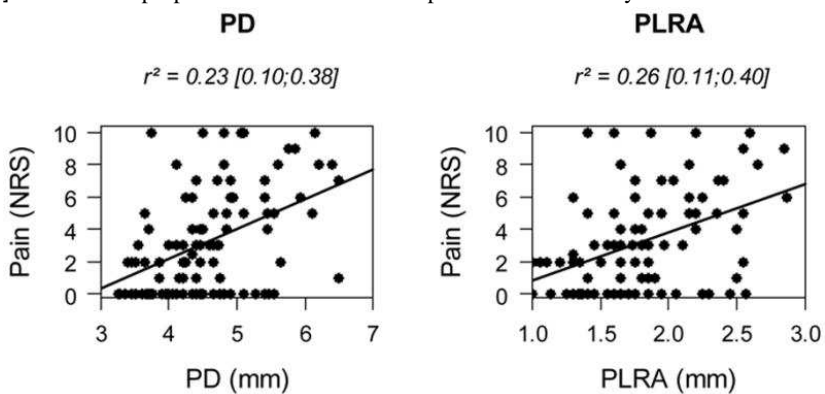 PD
r² = 0.23 [0.10;0.38]
Pain (NRS)
10
8
6
4
2
0
3
4
5
6
7
PD (mm)
PLRA
r² = 0.26 [0.11;0.40]
Pain (NRS)
10
8
6
4
2
0
1.0
1.5
2.0
2.5
3.0
PLRA (mm)